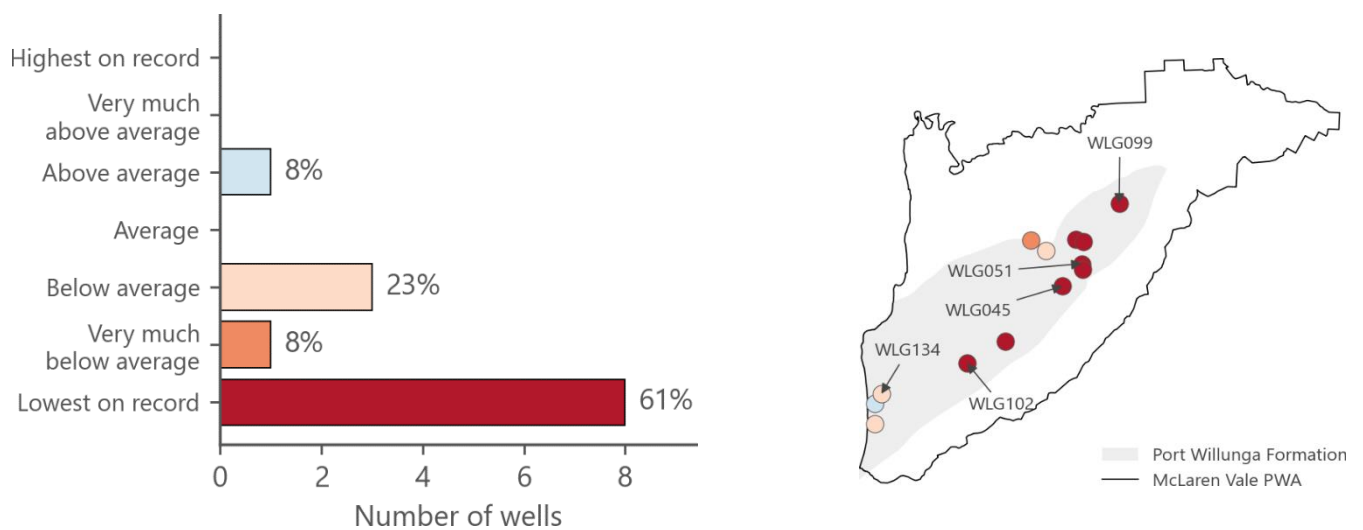 Highest on record
Very much
above average
Above average
8%
Average
Below average
23%
Very much
below average
8%
Lowest on record
61%
0
2
4
6
8
Number of wells
WLG099
WLG051
WLG045
WLG134
WLG102
Port Willunga Formation
McLaren Vale PWA